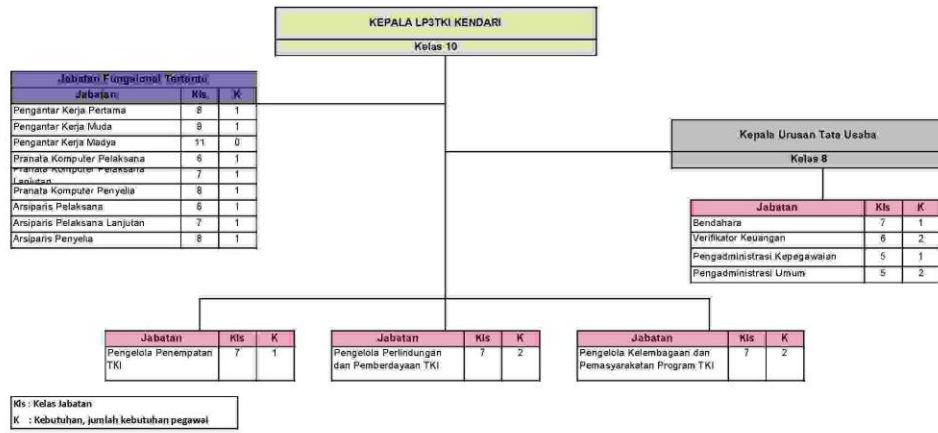 KEPALA LP3TKI KENDARI
Kelas 10
Jabatan Fungsional Tertentu
Jabatan Kls K
Pengantar Kerja Pertama 8 1
Pengantar Kerja Muda 9 1
Pengantar Kerja Madya 11 0
Pranata Komputer Pelaksana 6 1
Pranata Komputer Pelaksana
Lanjutan 7 1
Pranata Komputer Penyelia 8 1
Arsiparis Pelaksana 6 1
Arsiparis Pelaksana Lanjutan 7 1
Arsiparis Penyelia 8 1
Kepala Urusan Tata Usaha
Kelas 8
Jabatan Kls K
Bendahara 7 1
Verifikator Keuangan 6 2
Pengadministrasi Kepegawaian 5 1
Pengadministrasi Umum 5 2
Jabatan Kls K
Pengelola Penempatan 7 1
TKI
Jabatan Kls K
Pengelola Perlindungan 7 2
dan Pemberdayaan TKI
Jabatan Kls K
Pengelola Kelembagaan dan 7 2
Pemasyarakatan Program TKI
Kls : Kelas Jabatan
K : Kebutuhan, jumlah kebutuhan pegawai